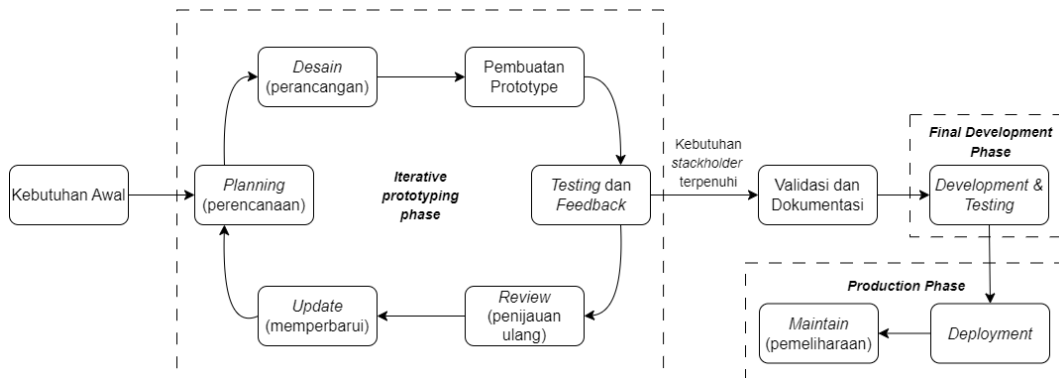 Kebutuhan Awal
Planning
(perencanaan)
Desain
(perancangan)
Pembuatan
Prototype
Iterative
prototyping
phase
Testing dan
Feedback
Review
(penijauan
ulang)
Update
(memperbarui)
Kebutuhan
stackholder
terpenuhi
Validasi dan
Dokumentasi
Final Development
Phase
Development &
Testing
Production Phase
Deployment
Maintain
(pemeliharaan)